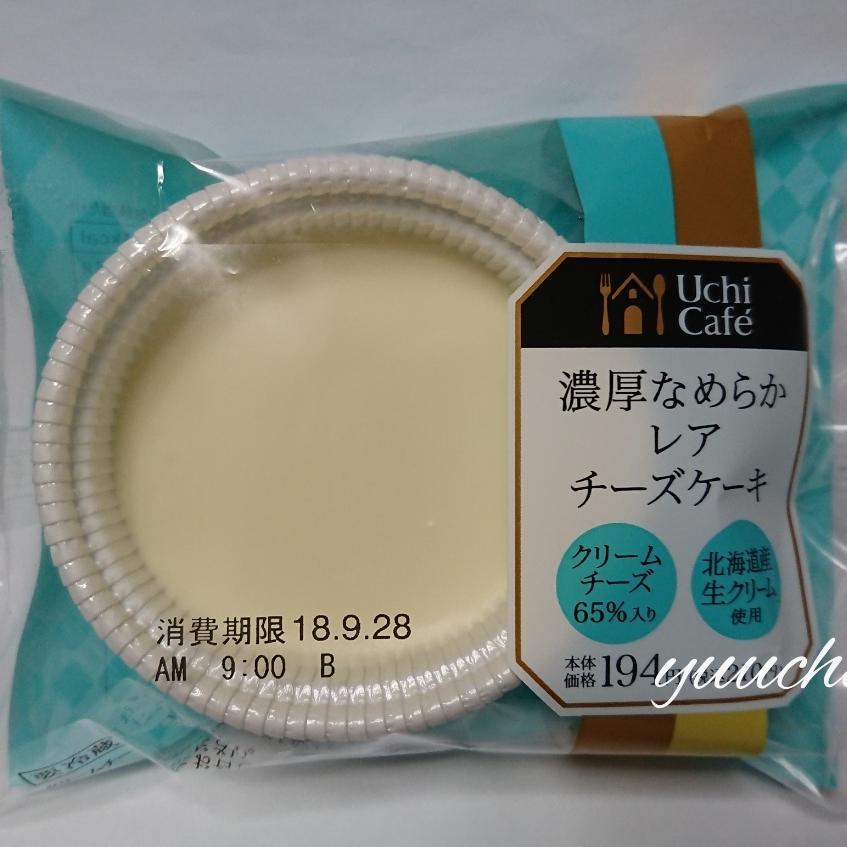 Uchi
Café
濃厚なめらか
レア
チーズケーキ
クリーム
チーズ
65%入り
北海道産
生クリーム
使用
本体
価格 194
消費期限 18.9.28
AM 9:00 B